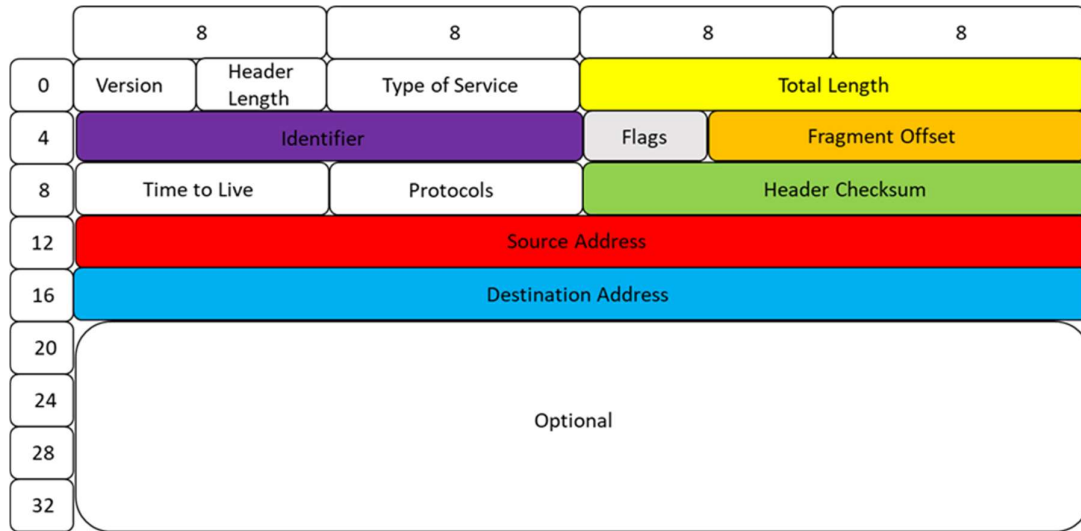 8 8 8 8
0 Version Header Length Type of Service Total Length
4 Identifier Flags Fragment Offset
8 Time to Live Protocols Header Checksum
12 Source Address
16 Destination Address
20
24
Optional
28
32